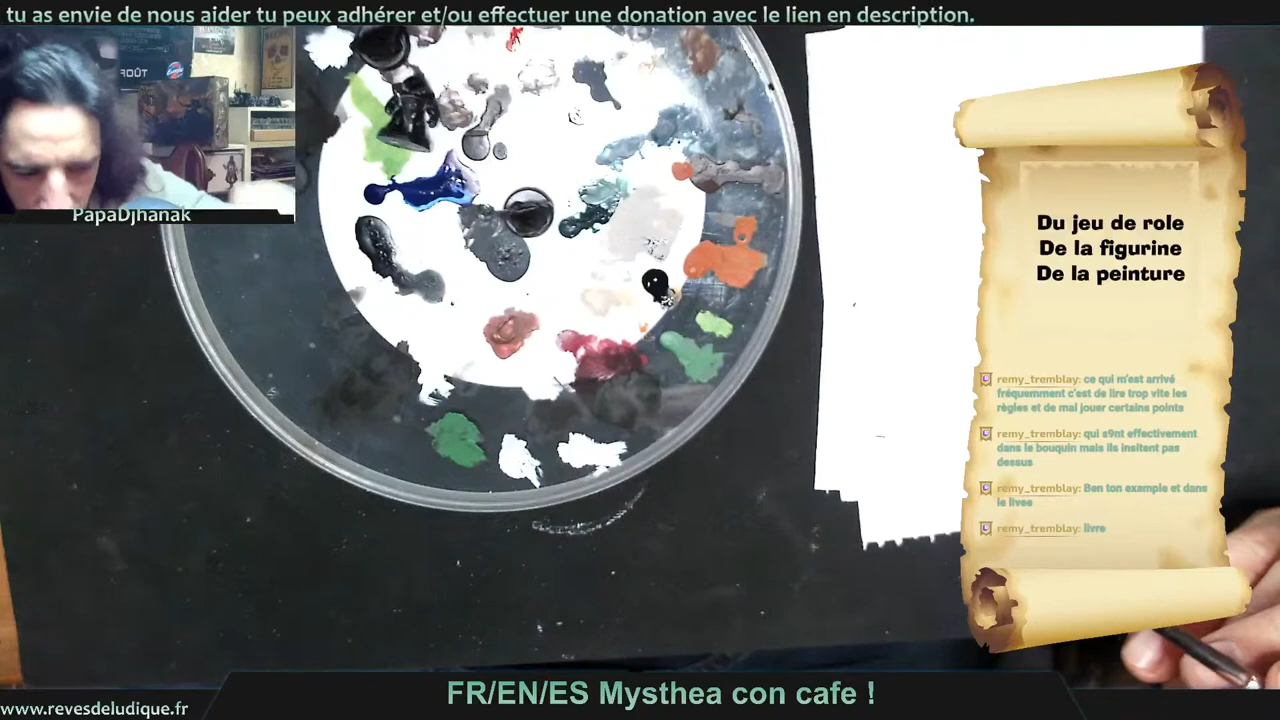 tu as envie de nous aider tu peux adhérer et/ou effectuer une donation avec le lien en description.
AOÛT
PapaDjhanak
Du jeu de role
De la figurine
De la peinture
remy_tremblay: ce qui m'est arrivé
fréquemment c'est de lire trop vite les
règles et de mal jouer certains points
remy_tremblay: qui s9nt effectivement
dans le bouquin mais ils insitent pas
dessus
remy_tremblay: Ben ton example et dans
le livee
remy_tremblay: livre
FR/EN/ES Mysthea con cafe !
www.revesdeludique.fr